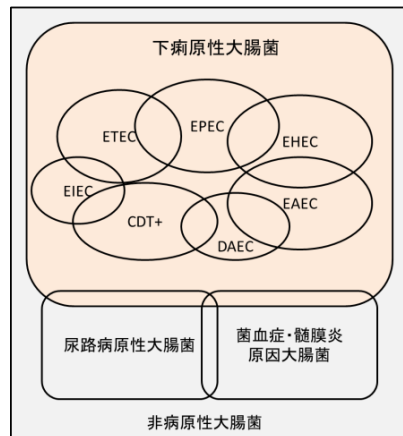 下痢原性大腸菌
EPEC
ETEC
EHEC
EIEC
EAEC
CDT+
DAEC
尿路病原性大腸菌
菌血症・髄膜炎
原因大腸菌
非病原性大腸菌